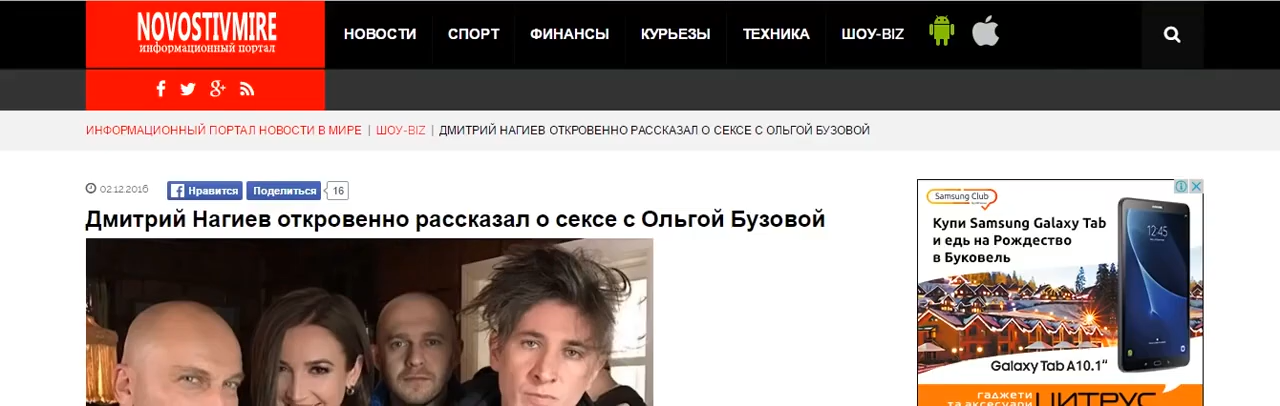 NOVOSTIVMIRE
информационный портал
НОВОСТИ СПОРТ ФИНАНСЫ КУРЬЕЗЫ ТЕХНИКА ШОУ-BIZ
ИНФОРМАЦИОННЫЙ ПОРТАЛ НОВОСТИ В МИРЕ | ШОУ-BIZ | ДМИТРИЙ НАГИЕВ ОТКРОВЕННО РАССКАЗАЛ О СЕКСЕ С ОЛЬГОЙ БУЗОВОЙ
02.12.2016 Нравится Поделиться 16
Дмитрий Нагиев откровенно рассказал о сексе с Ольгой Бузовой
Samsung Club
Купи Samsung Galaxy Tab
и едь на Рождество
в Буковель
12:45
Galaxy Tab A10.1"
гаджети
та аксесуари
ЦИТРУС